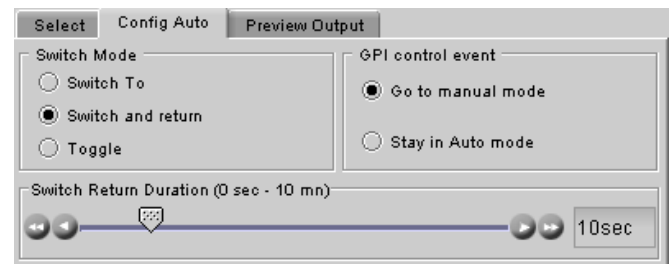 Select Config Auto Preview Output
Switch Mode
Switch To
Switch and return
Toggle
GPI control event
Go to manual mode
Stay in Auto mode
Switch Return Duration (0 sec - 10 mn)
10sec